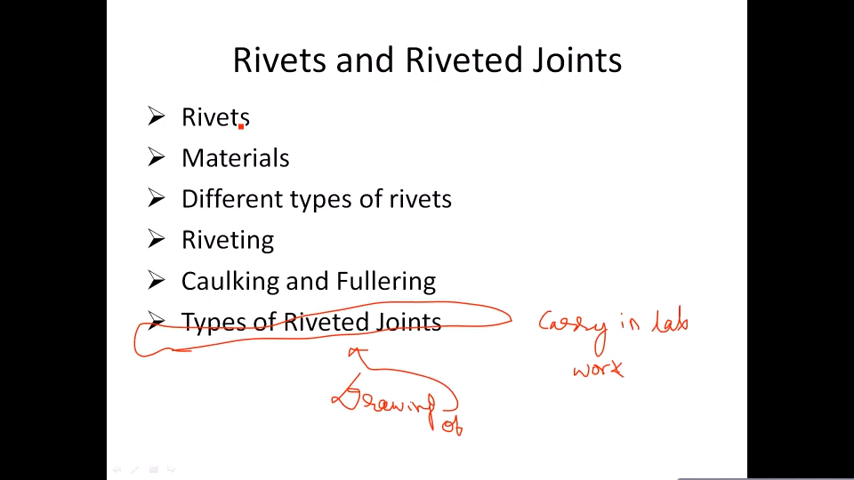 Rivets and Riveted Joints
Rivets
Materials
Different types of rivets
Riveting
Caulking and Fullering
Types of Riveted Joints
Carry in lab
work
Drawing
of